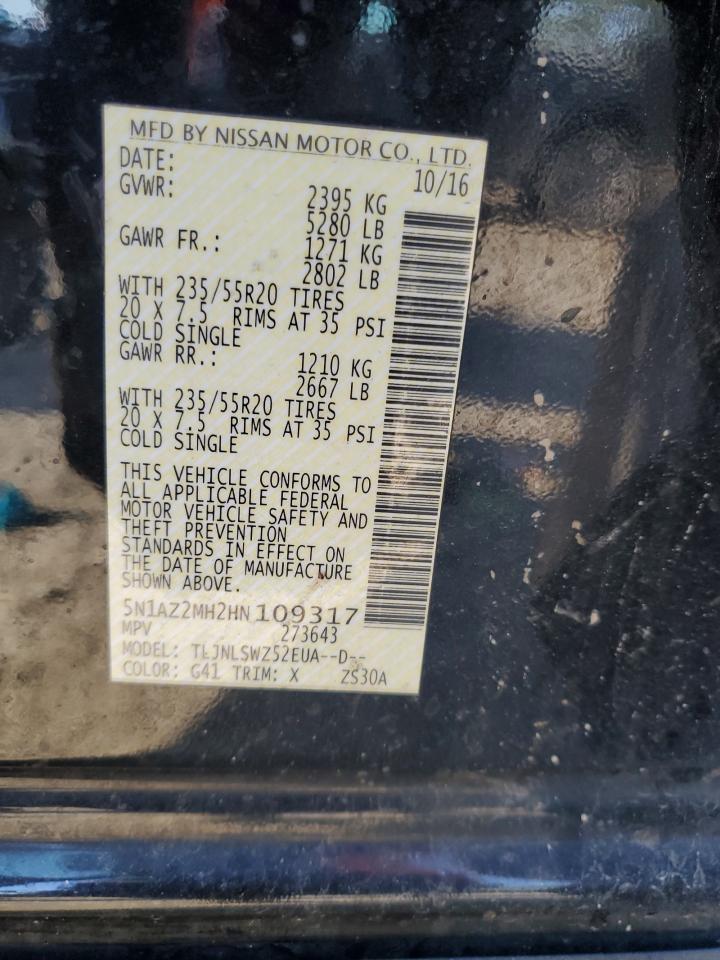 MFD BY NISSAN MOTOR CO., LTD.
DATE: 10/16
GVWR: 2395 KG
5280 LB
GAWR FR.: 1271 KG
2802 LB
WITH 235/55R20 TIRES
20 X 7.5 RIMS AT 35 PSI
COLD SINGLE
GAWR RR.: 1210 KG
2667 LB
WITH 235/55R20 TIRES
20 X 7.5 RIMS AT 35 PSI
COLD SINGLE
THIS VEHICLE CONFORMS TO
ALL APPLICABLE FEDERAL
MOTOR VEHICLE SAFETY AND
THEFT PREVENTION
STANDARDS IN EFFECT ON
THE DATE OF MANUFACTURE
SHOWN ABOVE.
5N1AZ2MH2HN109317
MPV 273643
MODEL: TLJNLSWZ52EUA--D--
COLOR: G41 TRIM: X ZS30A